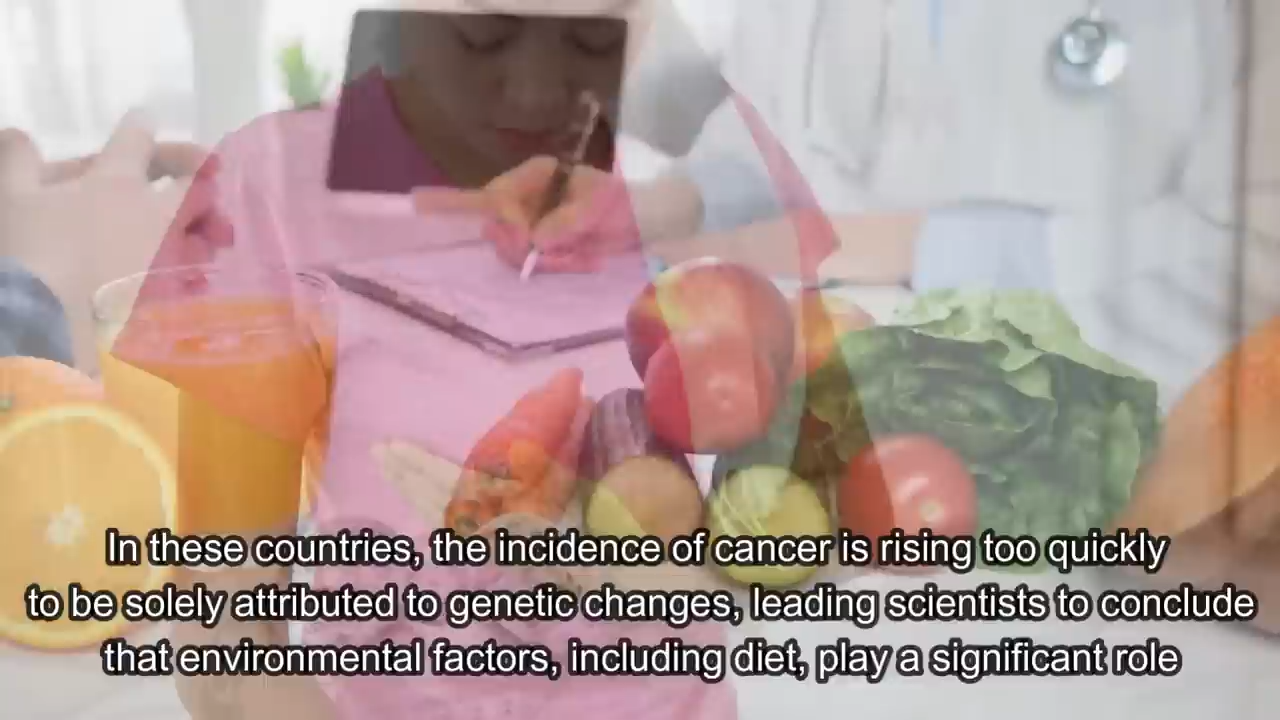 In these countries, the incidence of cancer is rising too quickly
to be solely attributed to genetic changes, leading scientists to conclude
that environmental factors, including diet, play a significant role